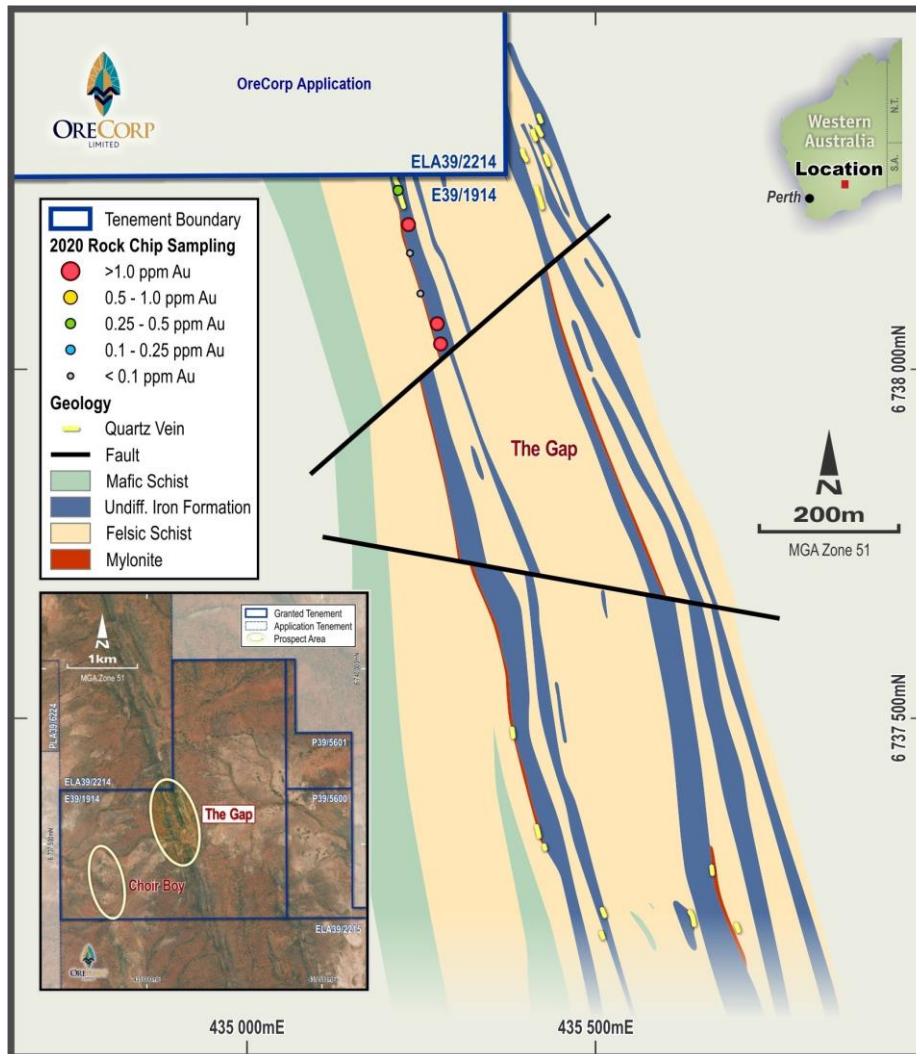 ORECORP
LIMITED
OreCorp Application
ELA39/2214
E39/1914
Western
Australia
Location
Perth
N.T.
S.A.
Tenement Boundary
2020 Rock Chip Sampling
>1.0 ppm Au
0.5 - 1.0 ppm Au
0.25 - 0.5 ppm Au
0.1 - 0.25 ppm Au
< 0.1 ppm Au
Geology
Quartz Vein
Fault
Mafic Schist
Undiff. Iron Formation
Felsic Schist
Mylonite
The Gap
6 738 000mN
N
200m
MGA Zone 51
6 737 500mN
N
1km
MGA Zone 51
Granted Tenement
Application Tenement
Prospect Area
PLA39/6224
P39/5601
ELA39/2214
E39/1914
P39/5600
The Gap
Choir Boy
ELA39/2215
435 000mE
435 500mE